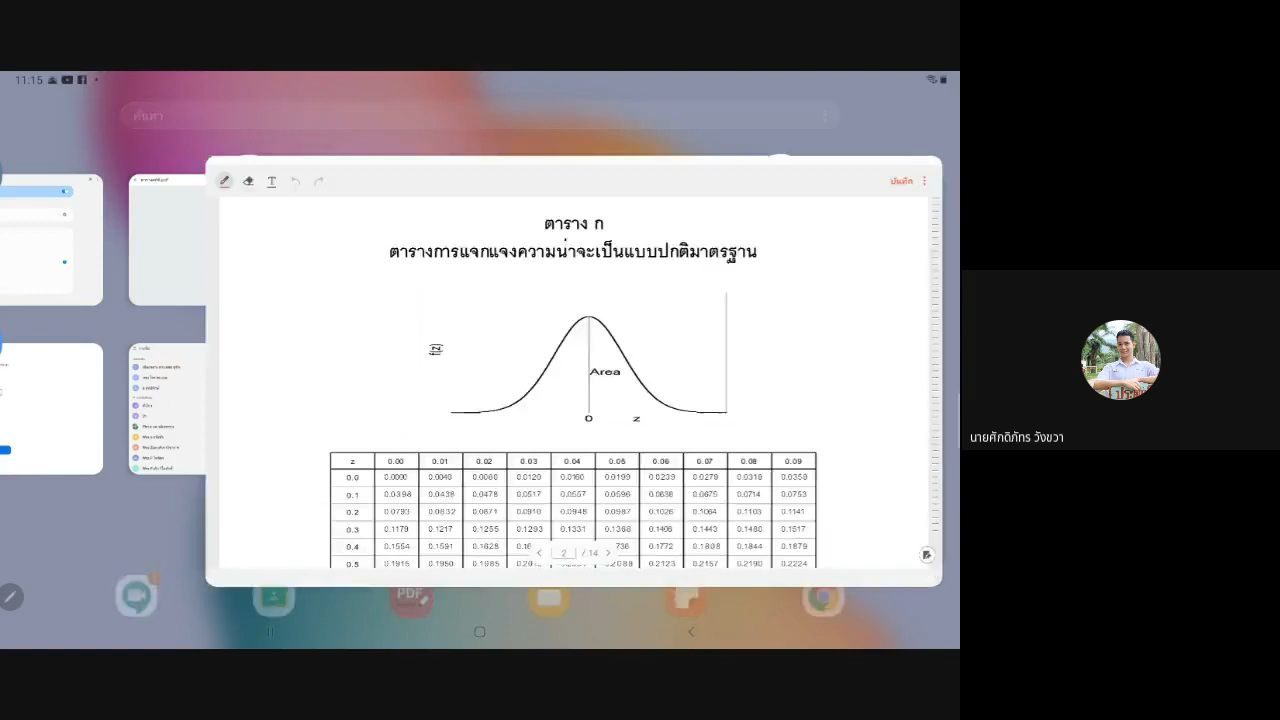 11:15
ค้นหา
บันทึก
ตาราง ก
ตารางการแจกแจงความน่าจะเป็นแบบปกติมาตรฐาน
Area
0 z
z 0.00 0.01 0.02 0.03 0.04 0.05 0.06 0.07 0.08 0.09
0.0 0.0000 0.0040 0.0120 0.0160 0.0199 0.0239 0.0279 0.0319 0.0359
0.1 0.0398 0.0438 0.0478 0.0517 0.0557 0.0596 0.0636 0.0675 0.0714 0.0753
0.2 0.0793 0.0832 0.0871 0.0910 0.0948 0.0987 0.1026 0.1064 0.1103 0.1141
0.3 0.1179 0.1217 0.1255 0.1293 0.1331 0.1368 0.1406 0.1443 0.1480 0.1517
0.4 0.1554 0.1591 0.1628 0.16 736 0.1772 0.1808 0.1844 0.1879
2 / 14
0.5 0.1915 0.1950 0.1985 0.2088 0.2123 0.2157 0.2190 0.2224
PDF
นายศักดิภัทร วังขวา